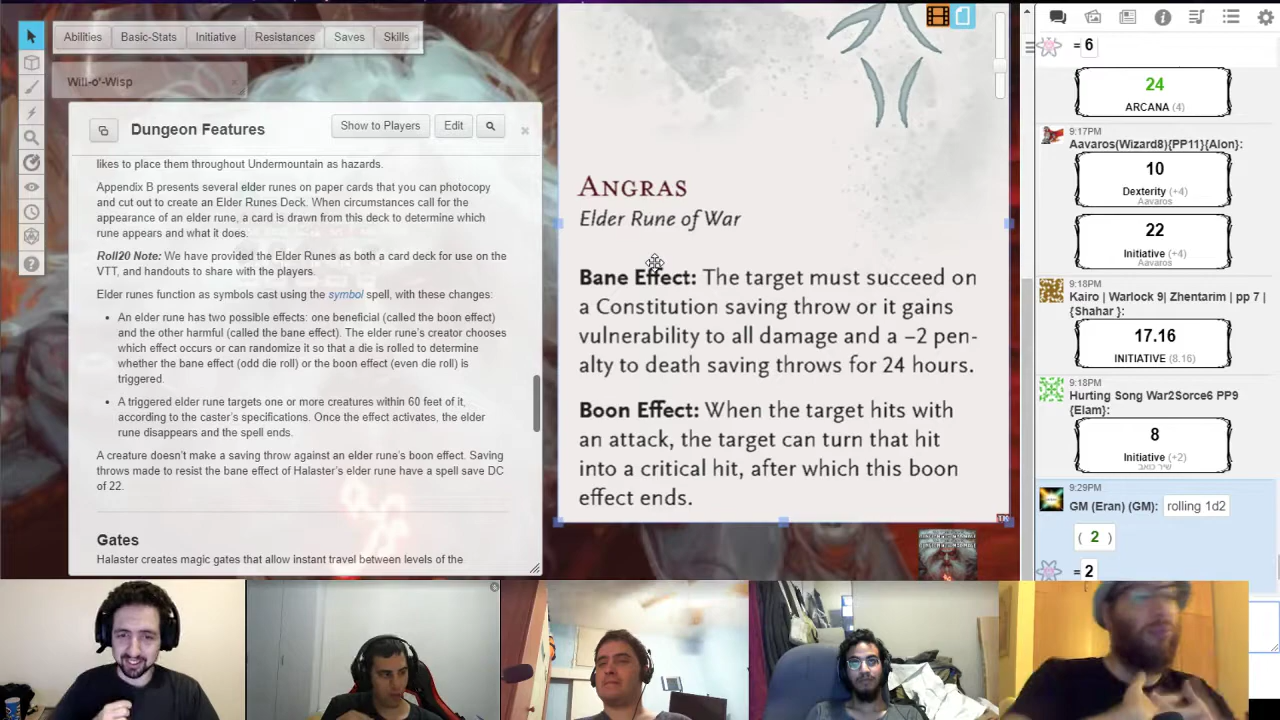 Abilities
Basic-Stats
Initiative
Resistances
Saves
Skills
Will-o'-Wisp
Dungeon Features
Show to Players
Edit
likes to place them throughout Undermountain as hazards.
Appendix B presents several elder runes on paper cards that you can photocopy
and cut out to create an Elder Runes Deck. When circumstances call for the
appearance of an elder rune, a card is drawn from this deck to determine which
rune appears and what it does.
Roll20 Note: We have provided the Elder Runes as both a card deck for use on the
VTT, and handouts to share with the players.
Elder runes function as symbols cast using the symbol spell, with these changes:
• An elder rune has two possible effects: one beneficial (called the boon effect)
and the other harmful (called the bane effect). The elder rune's creator chooses
which effect occurs or can randomize it so that a die is rolled to determine
whether the bane effect (odd die roll) or the boon effect (even die roll) is
triggered.
• A triggered elder rune targets one or more creatures within 60 feet of it,
according to the caster's specifications. Once the effect activates, the elder
rune disappears and the spell ends.
A creature doesn't make a saving throw against an elder rune's boon effect. Saving
throws made to resist the bane effect of Halaster's elder rune have a spell save DC
of 22.
Gates
Halaster creates magic gates that allow instant travel between levels of the
ANGRAS
Elder Rune of War
Bane Effect: The target must succeed on
a Constitution saving throw or it gains
vulnerability to all damage and a –2 pen-
alty to death saving throws for 24 hours.
Boon Effect: When the target hits with
an attack, the target can turn that hit
into a critical hit, after which this boon
effect ends.
=6
24
ARCANA (4)
9:17PM
Aavaros(Wizard8){PP11}{Alon}:
10
Dexterity (+4)
Aavaros
22
Initiative (+4)
Aavaros
9:18PM
Kairo | Warlock 9| Zhentarim | pp 7 |
{Shahar }:
17.16
INITIATIVE (8.16)
9:18PM
Hurting Song War2Sorce6 PP9
{Elam}:
8
Initiative (+2)
שיר כואב
9:29PM
GM (Eran) (GM): rolling 1d2
( 2 )
=2